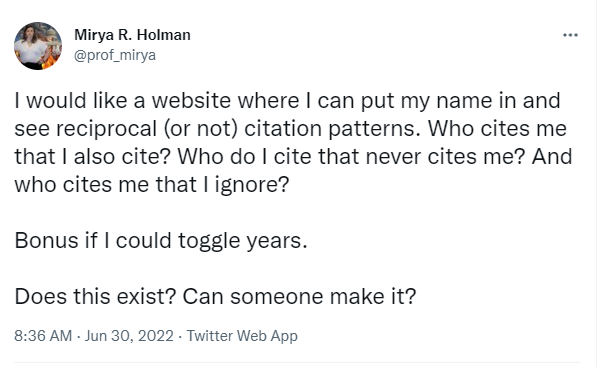 Mirya R. Holman
@prof_mirya
I would like a website where I can put my name in and
see reciprocal (or not) citation patterns. Who cites me
that I also cite? Who do I cite that never cites me? And
who cites me that I ignore?
Bonus if I could toggle years.
Does this exist? Can someone make it?
8:36 AM · Jun 30, 2022 · Twitter Web App